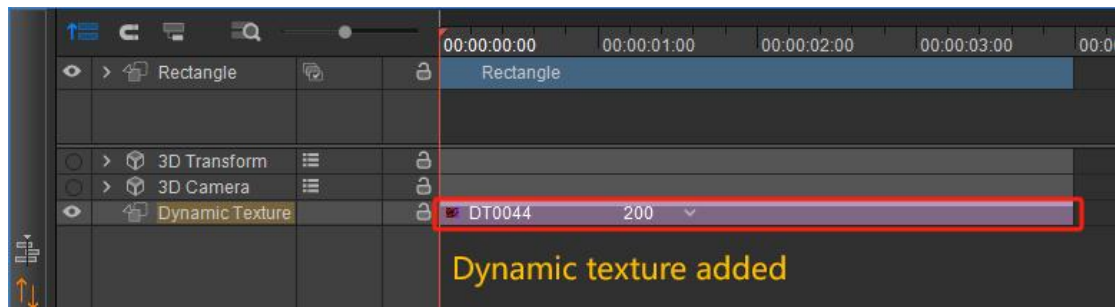 00:00:00:00 00:00:01:00 00:00:02:00 00:00:03:00
Rectangle Rectangle
3D Transform
3D Camera
Dynamic Texture DT0044 200
Dynamic texture added